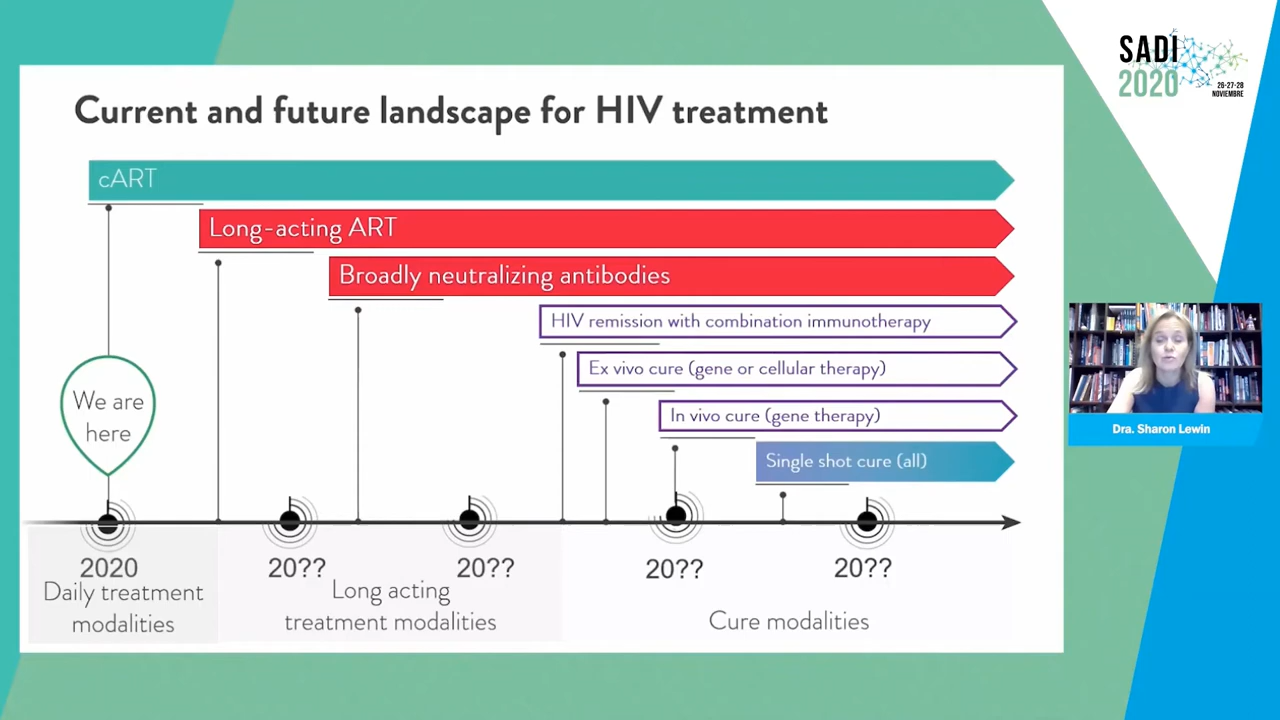 SADI
2020
26-27-28
NOVIEMBRE
Current and future landscape for HIV treatment
cART
Long-acting ART
Broadly neutralizing antibodies
HIV remission with combination immunotherapy
Ex vivo cure (gene or cellular therapy)
In vivo cure (gene therapy)
Single shot cure (all)
We are
here
Dra. Sharon Lewin
2020
20??
20??
20??
20??
Daily treatment
modalities
Long acting
treatment modalities
Cure modalities